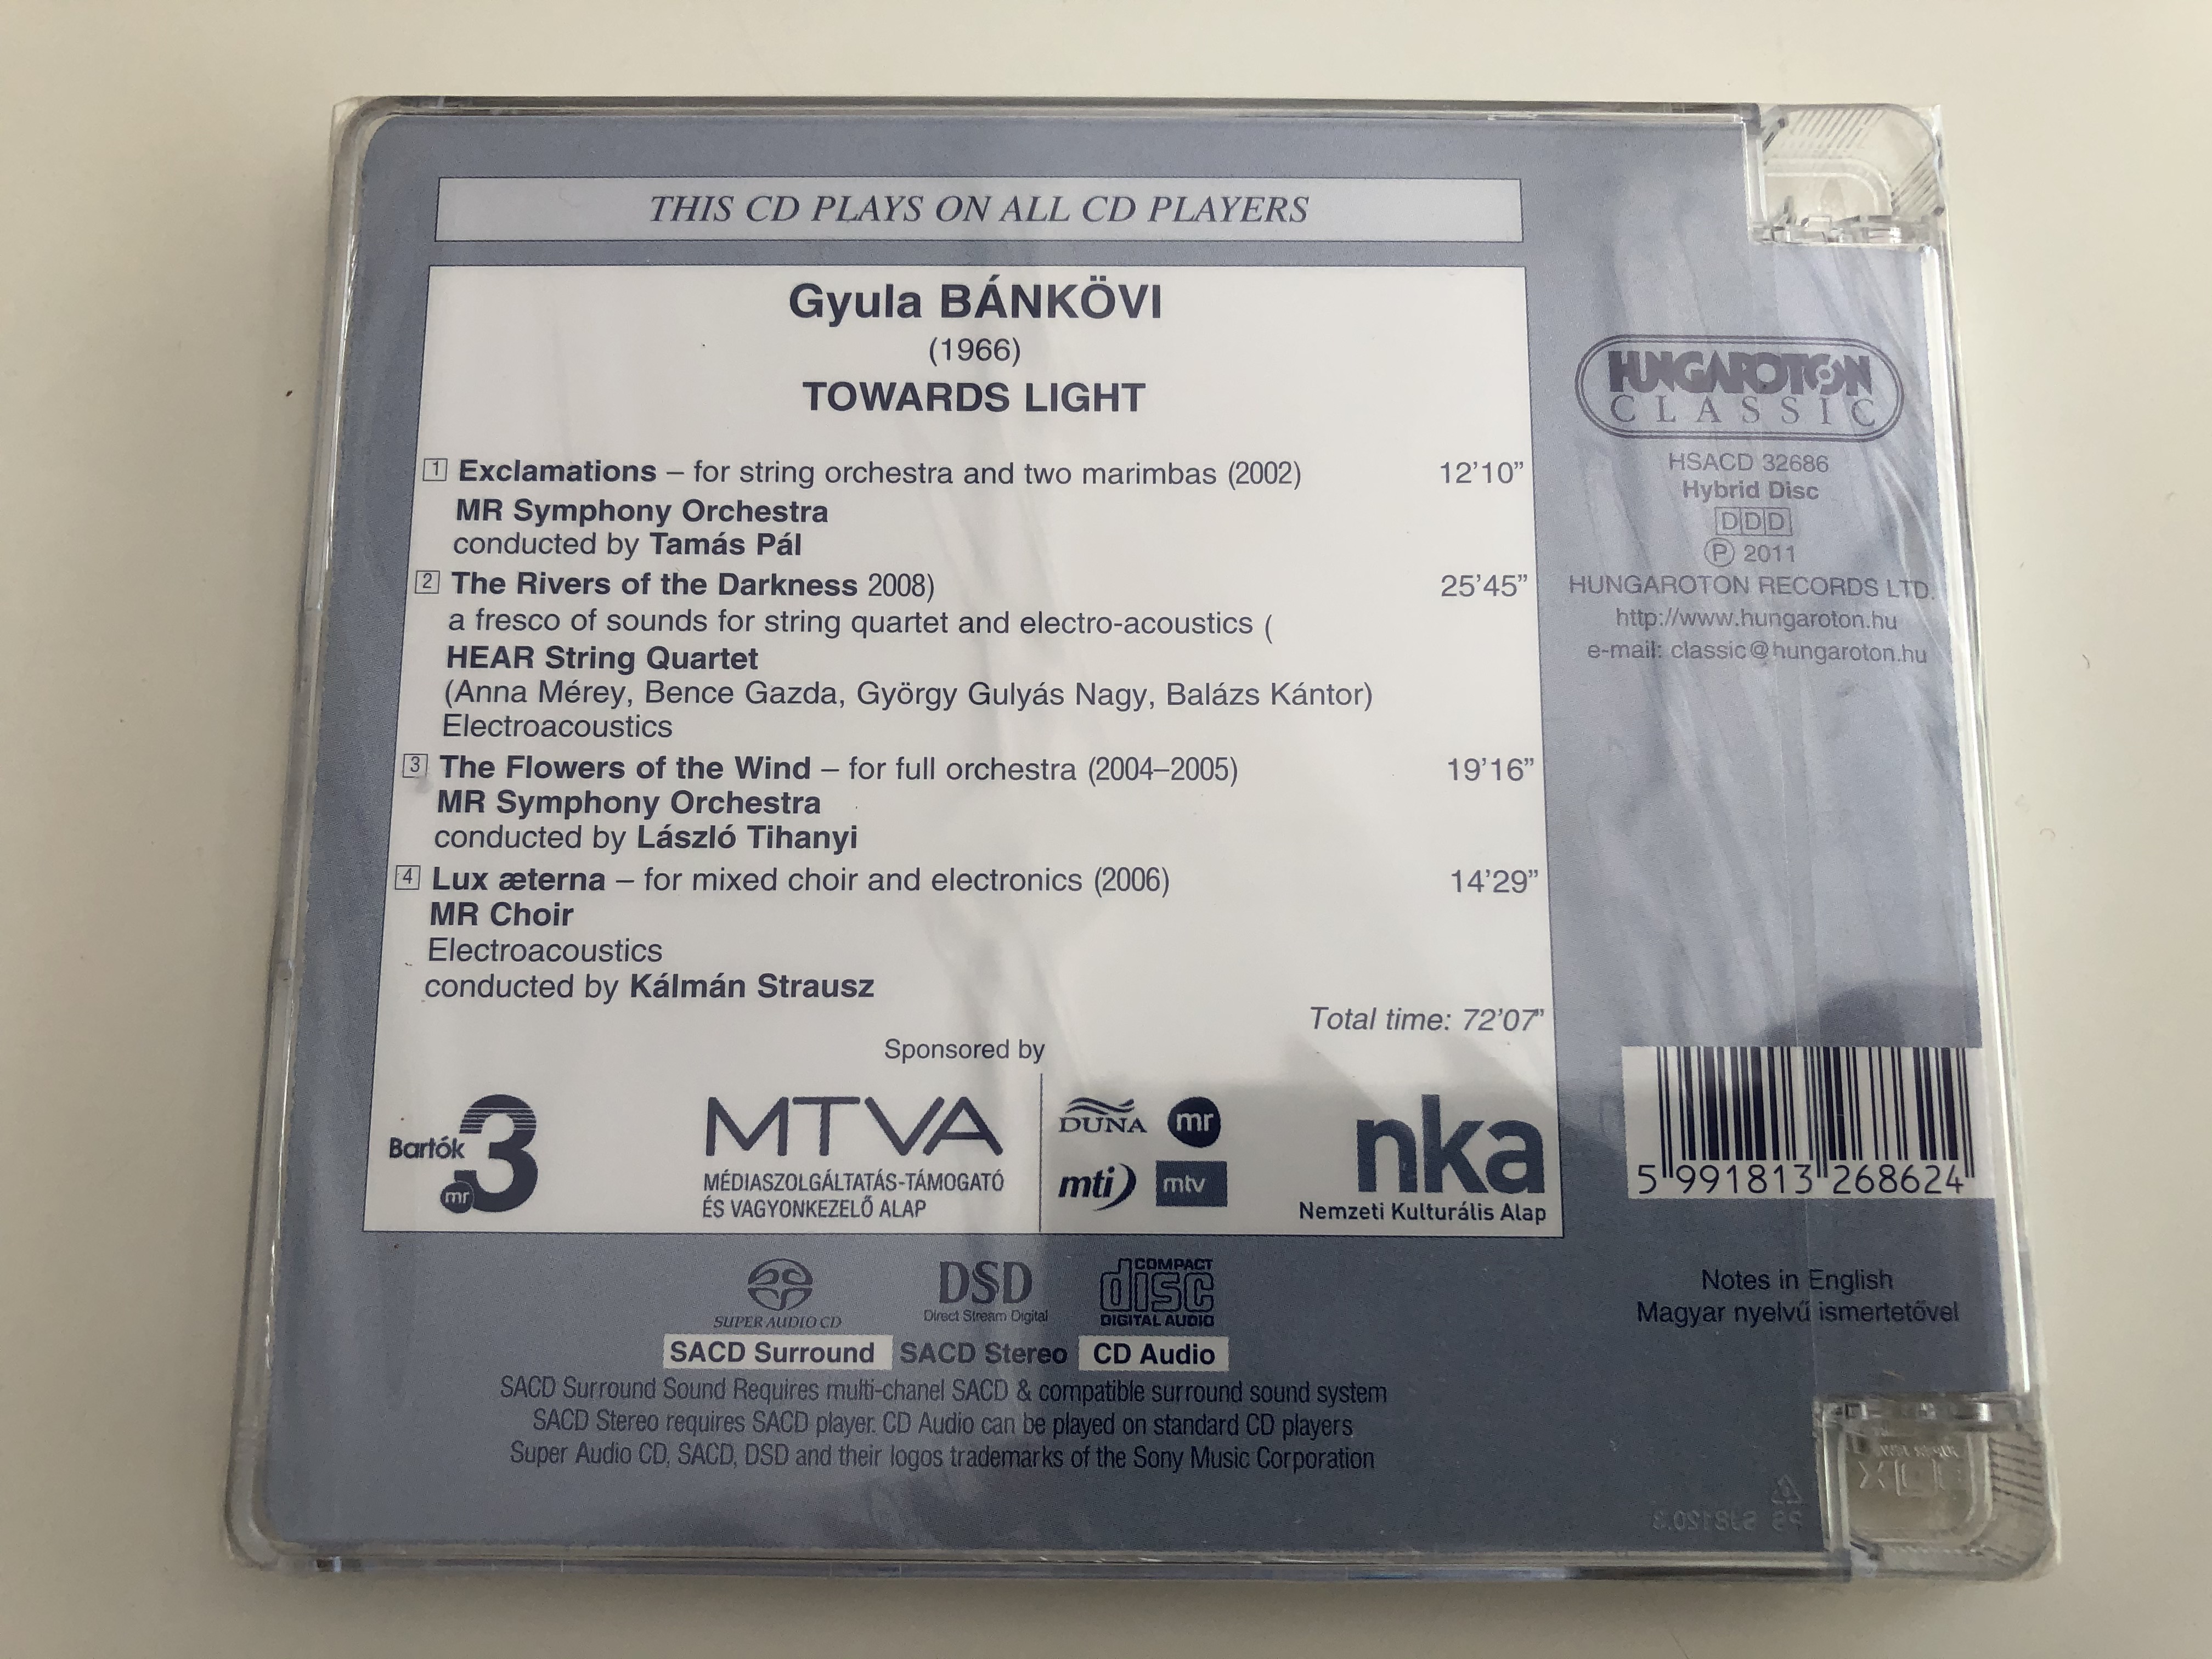 THIS CD PLAYS ON ALL CD PLAYERS
Gyula BÁNKÖVI
(1966)
TOWARDS LIGHT
1 Exclamations – for string orchestra and two marimbas (2002) 12'10"
MR Symphony Orchestra
conducted by Tamás Pál
2 The Rivers of the Darkness 2008) 25'45"
a fresco of sounds for string quartet and electro-acoustics (
HEAR String Quartet
(Anna Mérey, Bence Gazda, György Gulyás Nagy, Balázs Kántor)
Electroacoustics
3 The Flowers of the Wind – for full orchestra (2004–2005) 19'16"
MR Symphony Orchestra
conducted by László Tihanyi
4 Lux æterna – for mixed choir and electronics (2006) 14'29"
MR Choir
Electroacoustics
conducted by Kálmán Strausz
Total time: 72'07"
Sponsored by
Bartók 3
mr
MTVA
MÉDIASZOLGÁLTATÁS-TÁMOGATÓ
ÉS VAGYONKEZELŐ ALAP
DUNA mr
mti) mtv
nka
Nemzeti Kulturális Alap
HUNGAROTON
CLASSIC
HSACD 32686
Hybrid Disc
DDD
Ⓟ 2011
HUNGAROTON RECORDS LTD.
http://www.hungaroton.hu
e-mail: classic@hungaroton.hu
5 991813 268624
Notes in English
Magyar nyelvű ismertetővel
SUPER AUDIO CD
DSD
Direct Stream Digital
COMPACT
disc
DIGITAL AUDIO
SACD Surround SACD Stereo CD Audio
SACD Surround Sound Requires multi-chanel SACD & compatible surround sound system
SACD Stereo requires SACD player. CD Audio can be played on standard CD players
Super Audio CD, SACD, DSD and their logos trademarks of the Sony Music Corporation